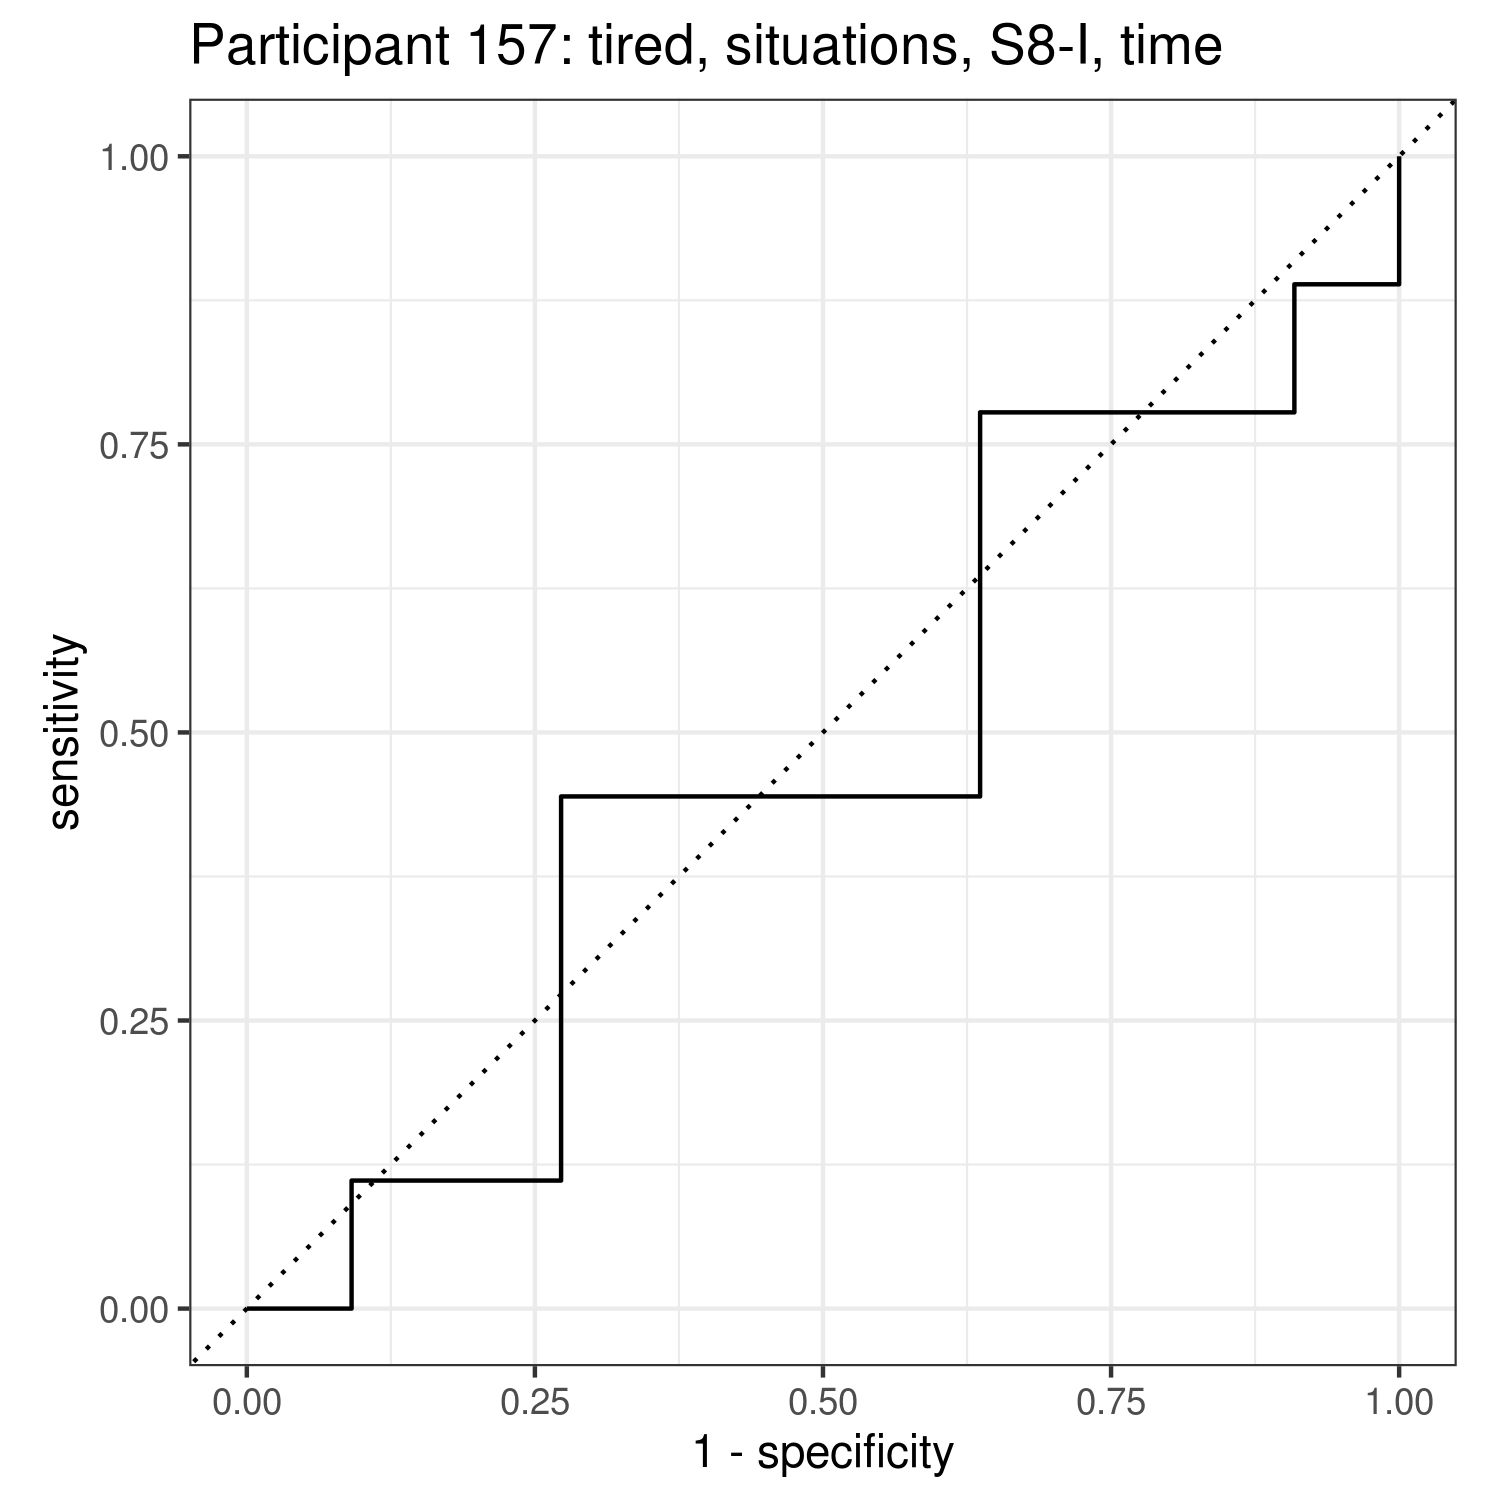 Participant 157: tired, situations, S8-I, time
1.00
0.75
0.50
0.25
0.00
sensitivity
0.00 0.25 0.50 0.75 1.00
1 - specificity